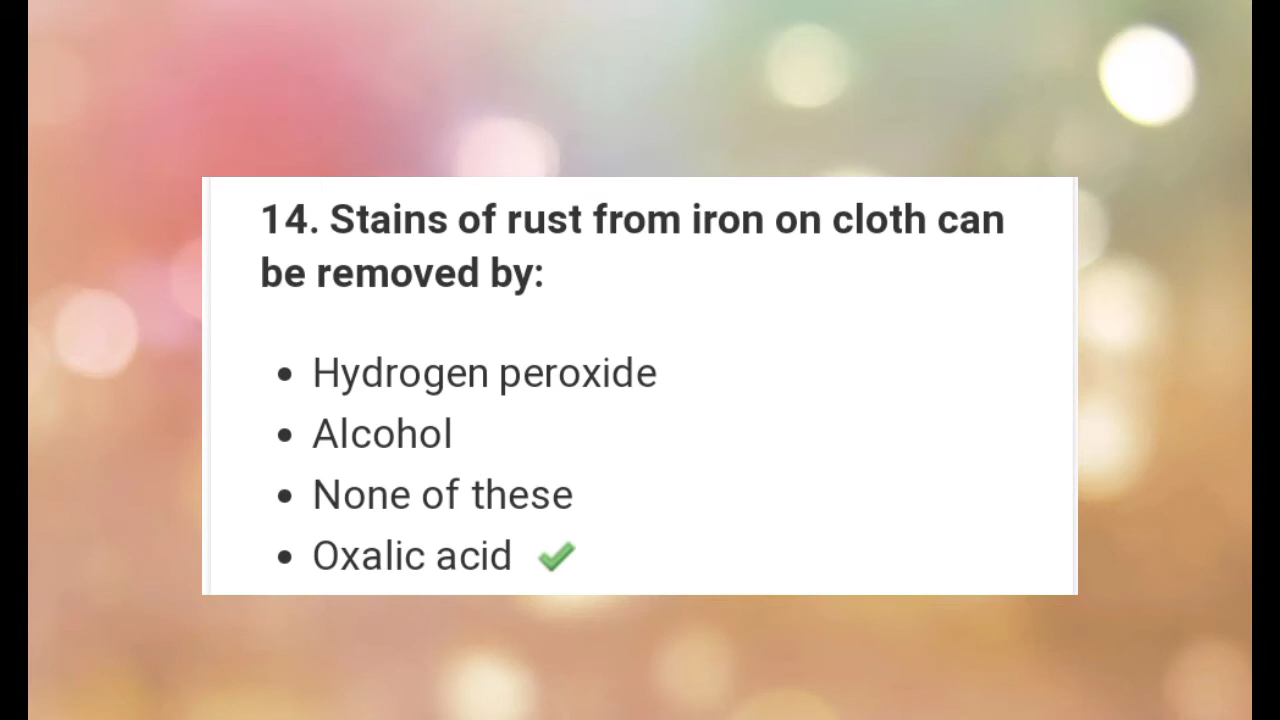 14. Stains of rust from iron on cloth can
be removed by:
• Hydrogen peroxide
• Alcohol
• None of these
• Oxalic acid